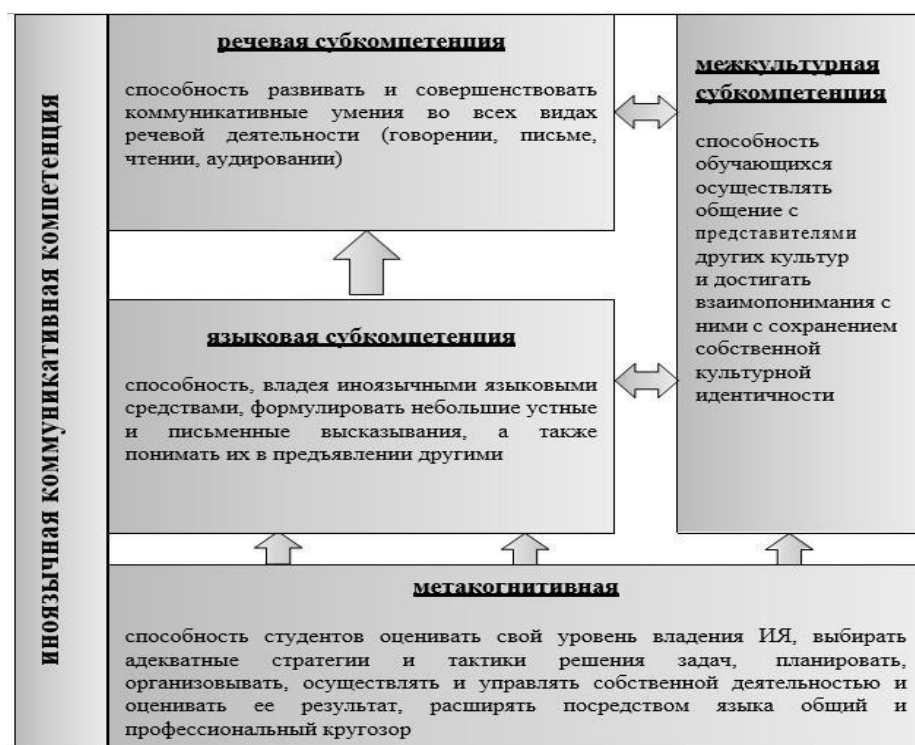 иноязычная коммуникативная компетенция
речевая субкомпетенция
способность развивать и совершенствовать
коммуникативные умения во всех видах
речевой деятельности (говорении, письме,
чтении, аудировании)
межкультурная
субкомпетенция
способность
обучающихся
осуществлять
общение с
представителями
других культур
и достигать
взаимопонимания с
ними с сохранением
собственной
культурной
идентичности
языковая субкомпетенция
способность, владея иноязычными языковыми
средствами, формулировать небольшие устные
и письменные высказывания, а также
понимать их в предъявлении другими
метакогнитивная
способность студентов оценивать свой уровень владения ИЯ, выбирать
адекватные стратегии и тактики решения задач, планировать,
организовывать, осуществлять и управлять собственной деятельностью и
оценивать ее результат, расширять посредством языка общий и
профессиональный кругозор